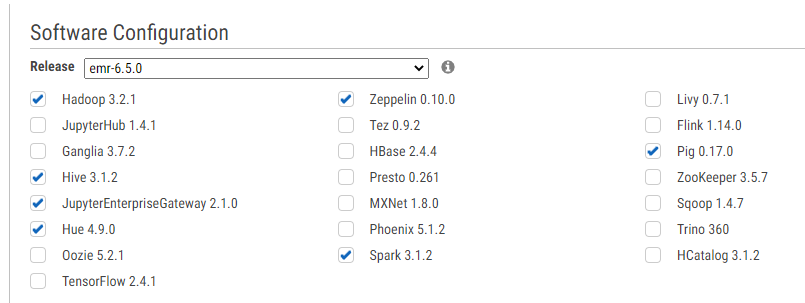 Software Configuration
Release emr-6.5.0
Hadoop 3.2.1 Zeppelin 0.10.0 Livy 0.7.1
JupyterHub 1.4.1 Tez 0.9.2 Flink 1.14.0
Ganglia 3.7.2 HBase 2.4.4 Pig 0.17.0
Hive 3.1.2 Presto 0.261 ZooKeeper 3.5.7
JupyterEnterpriseGateway 2.1.0 MXNet 1.8.0 Sqoop 1.4.7
Hue 4.9.0 Phoenix 5.1.2 Trino 360
Oozie 5.2.1 Spark 3.1.2 HCatalog 3.1.2
TensorFlow 2.4.1